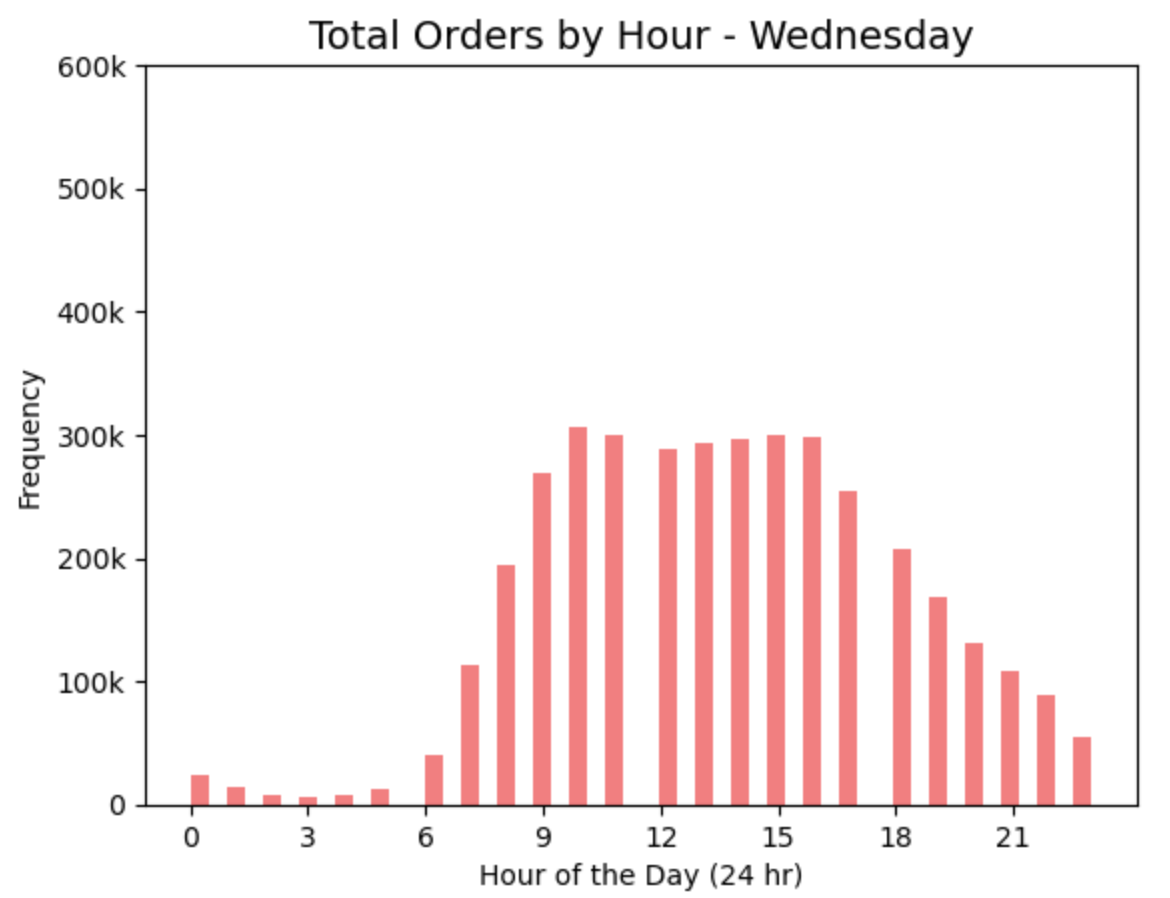 Total Orders by Hour - Wednesday
600k
500k
400k
300k
200k
100k
0
Frequency
0 3 6 9 12 15 18 21
Hour of the Day (24 hr)